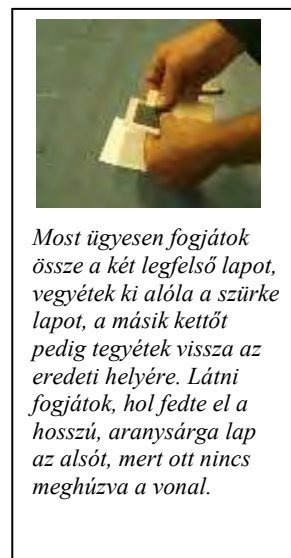 Most ügyesen fogjátok
össze a két legfelső lapot,
vegyétek ki alóla a szürke
lapot, a másik kettőt
pedig tegyétek vissza az
eredeti helyére. Látni
fogjátok, hol fedte el a
hosszú, aranysárga lap
az alsót, mert ott nincs
meghúzva a vonal.